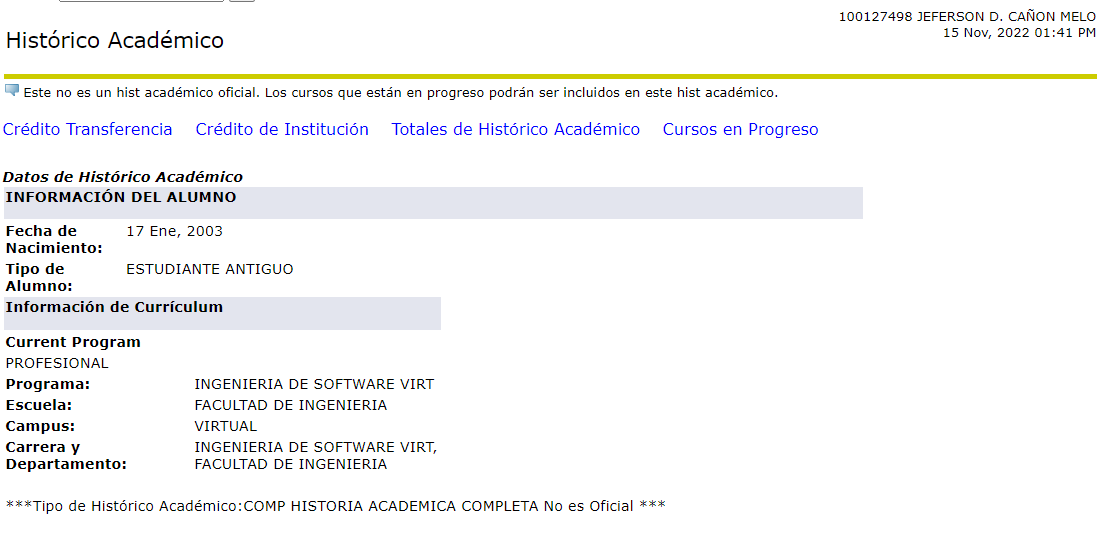 100127498 JEFERSON D. CAÑON MELO
15 Nov, 2022 01:41 PM
Histórico Académico
Este no es un hist académico oficial. Los cursos que están en progreso podrán ser incluidos en este hist académico.
Crédito Transferencia Crédito de Institución Totales de Histórico Académico Cursos en Progreso
Datos de Histórico Académico
INFORMACIÓN DEL ALUMNO
Fecha de Nacimiento: 17 Ene, 2003
Tipo de Alumno: ESTUDIANTE ANTIGUO
Información de Currículum
Current Program
PROFESIONAL
Programa: INGENIERIA DE SOFTWARE VIRT
Escuela: FACULTAD DE INGENIERIA
Campus: VIRTUAL
Carrera y Departamento: INGENIERIA DE SOFTWARE VIRT, FACULTAD DE INGENIERIA
***Tipo de Histórico Académico:COMP HISTORIA ACADEMICA COMPLETA No es Oficial ***